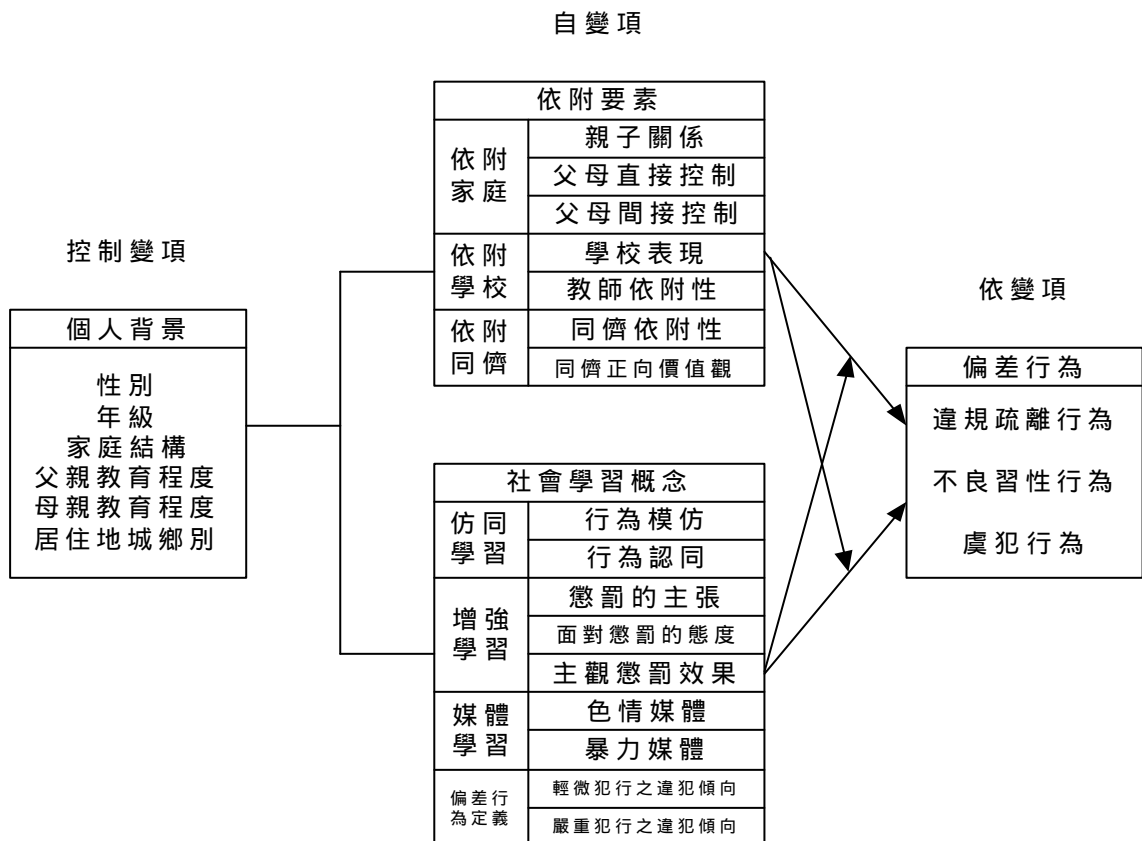 自變項
控制變項
個人背景
性別
年級
家庭結構
父親教育程度
母親教育程度
居住地城鄉別
依附要素
依附
家庭
親子關係
父母直接控制
父母間接控制
依附
學校
學校表現
教師依附性
依附
同儕
同儕依附性
同儕正向價值觀
社會學習概念
仿同
學習
行為模仿
行為認同
增強
學習
懲罰的主張
面對懲罰的態度
主觀懲罰效果
媒體
學習
色情媒體
暴力媒體
偏差行
為定義
輕微犯行之違犯傾向
嚴重犯行之違犯傾向
依變項
偏差行為
違規疏離行為
不良習性行為
虞犯行為